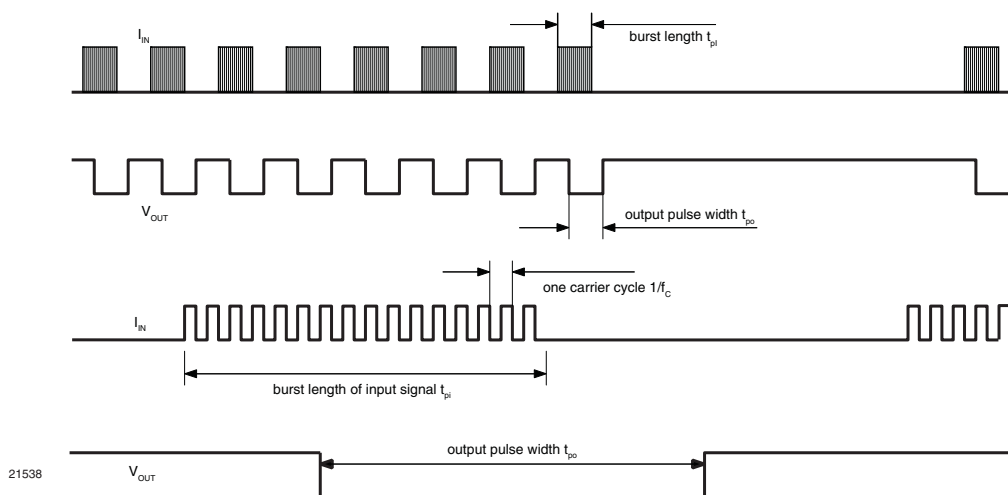 I_IN
burst length t_pi
V_OUT
output pulse width t_po
one carrier cycle 1/f_C
I_IN
burst length of input signal t_pi
output pulse width t_po
V_OUT
21538